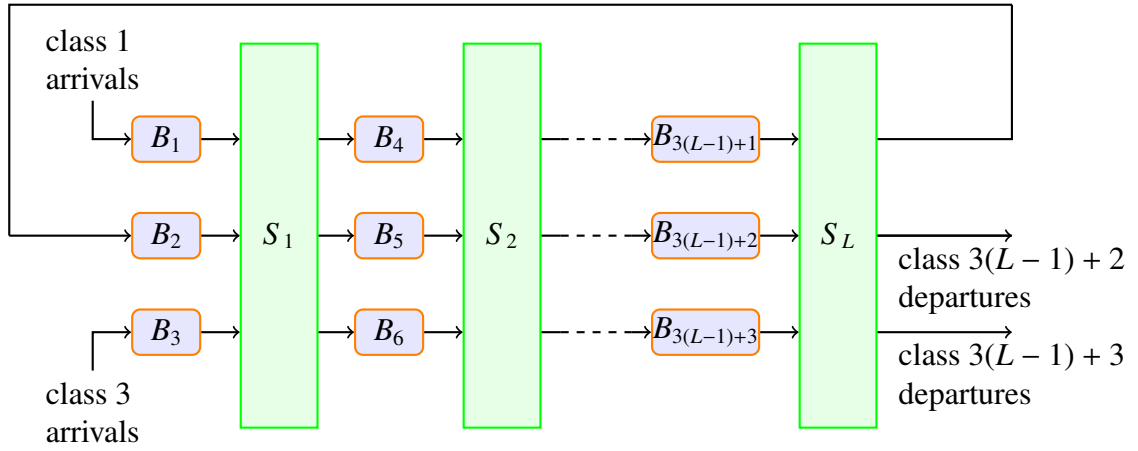 class 1
arrivals
B₁ B₄ B₃₍L₋₁₎₊₁
B₂ S₁ B₅ S₂ B₃₍L₋₁₎₊₂ S_L
class 3(L − 1) + 2
departures
B₃ B₆ B₃₍L₋₁₎₊₃
class 3(L − 1) + 3
departures
class 3
arrivals